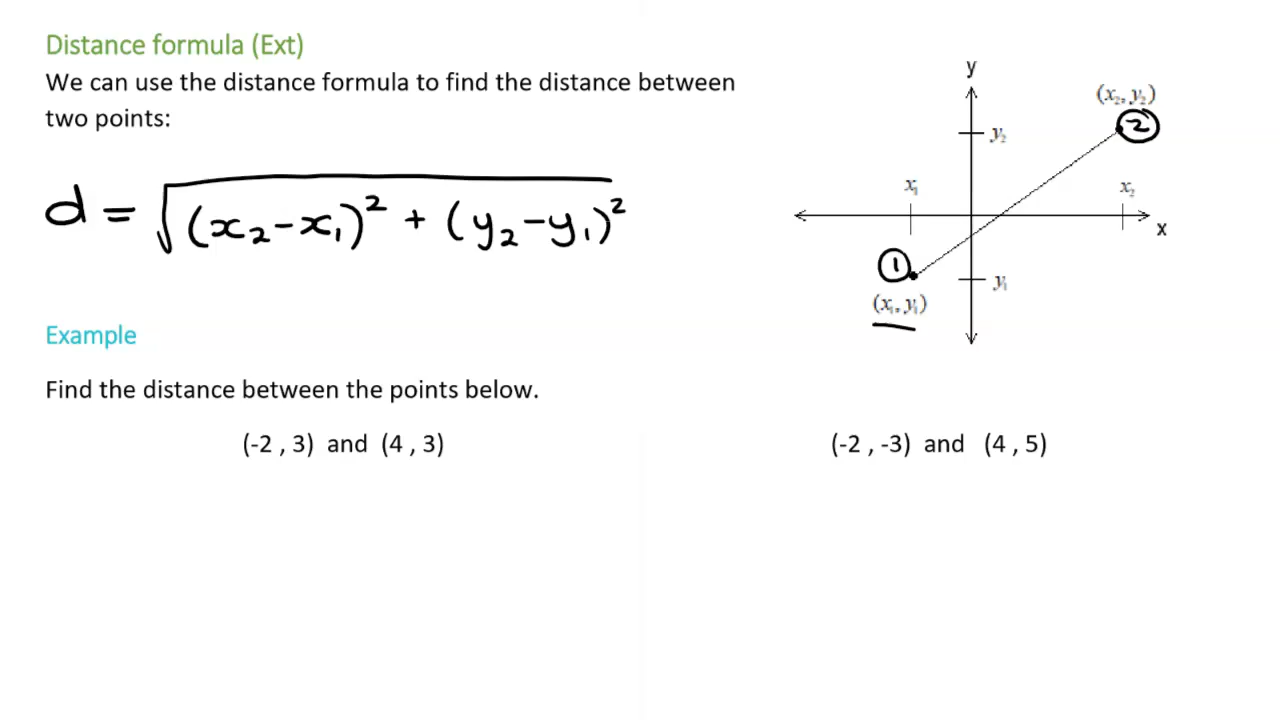 Distance formula (Ext)
We can use the distance formula to find the distance between
two points:
d = √(x₂-x₁)² + (y₂-y₁)²
y
(x₂, y₂)
2
y₂
x₁
x₂
x
1
y₁
(x₁, y₁)
Example
Find the distance between the points below.
(-2 , 3) and (4 , 3)
(-2 , -3) and (4 , 5)